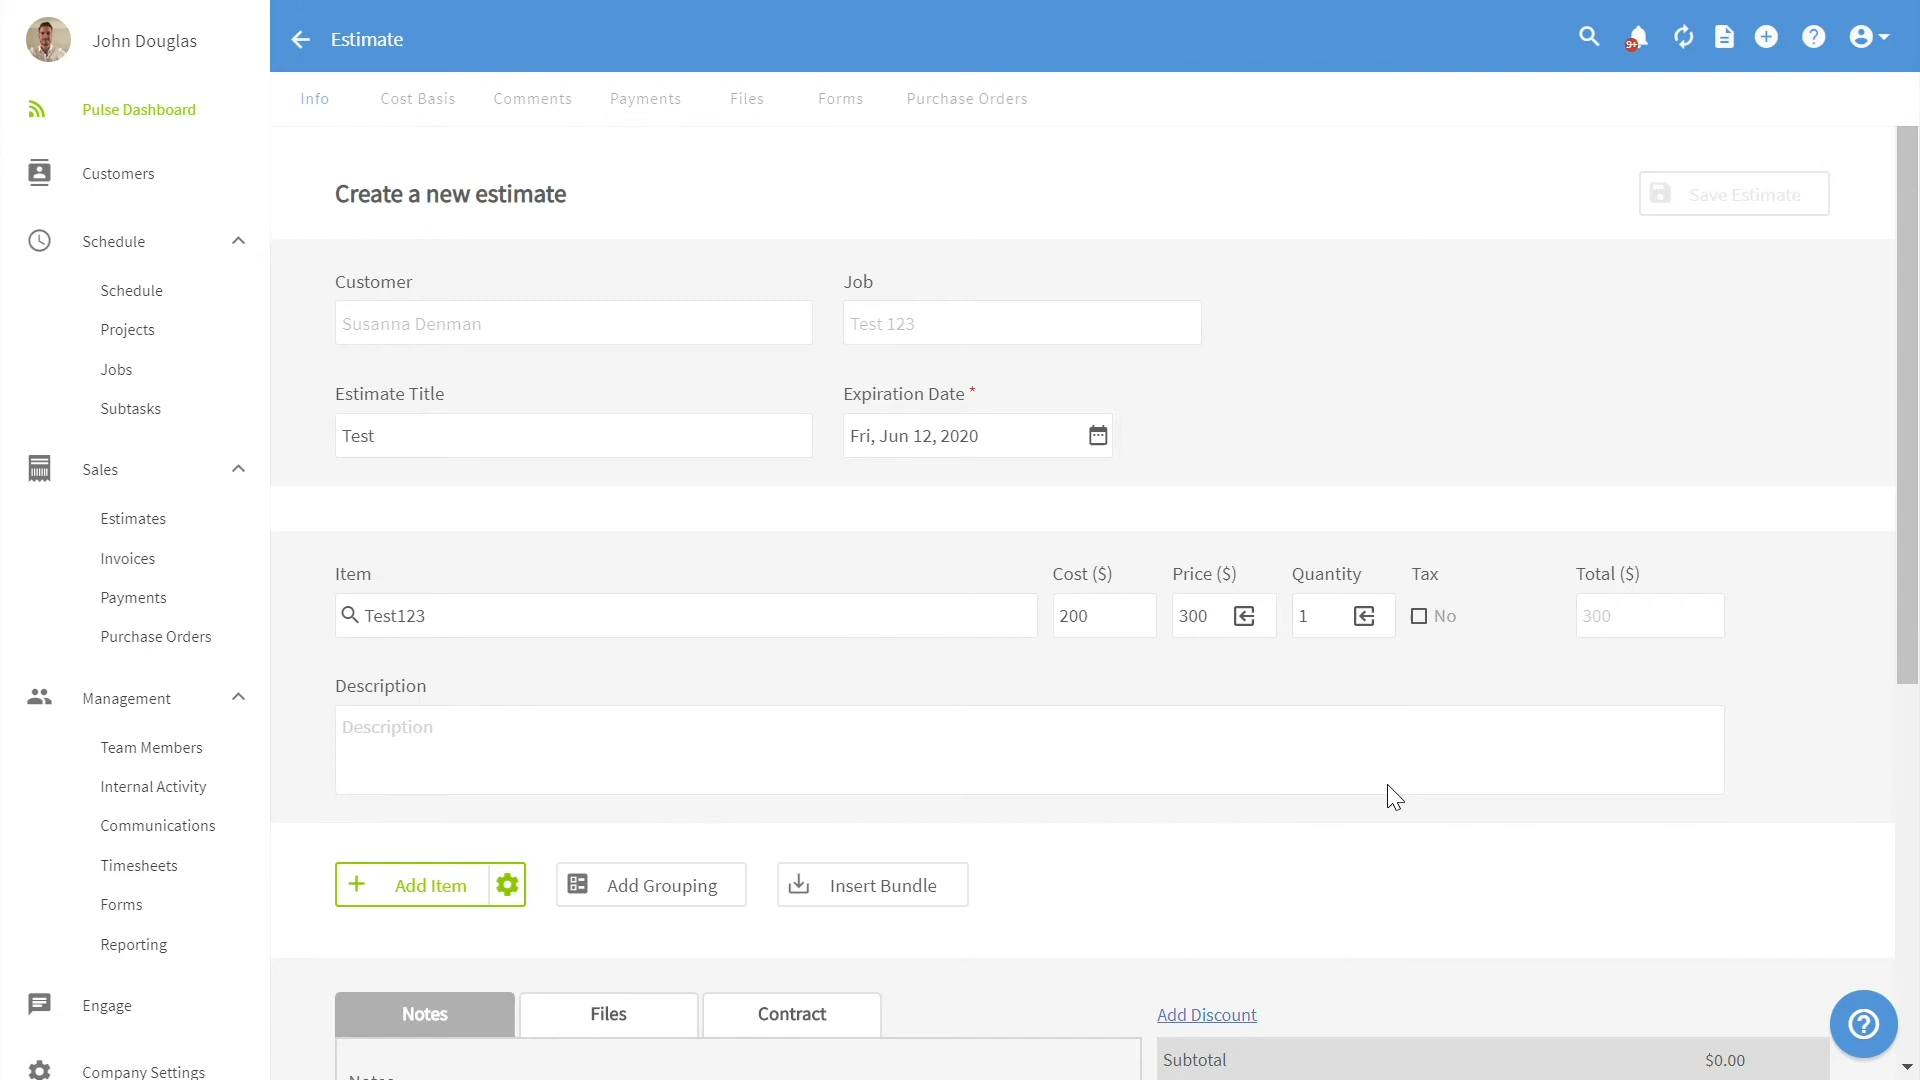 John Douglas
Estimate
9+
Pulse Dashboard
Customers
Schedule
Schedule
Projects
Jobs
Subtasks
Sales
Estimates
Invoices
Payments
Purchase Orders
Management
Team Members
Internal Activity
Communications
Timesheets
Forms
Reporting
Engage
Company Settings
Info Cost Basis Comments Payments Files Forms Purchase Orders
Create a new estimate
Save Estimate
Customer Job
Susanna Denman Test 123
Estimate Title Expiration Date *
Test Fri, Jun 12, 2020
Item Cost ($) Price ($) Quantity Tax Total ($)
Test123 200 300 1 No 300
Description
Description
Add Item Add Grouping Insert Bundle
Notes Files Contract
Add Discount
Subtotal $0.00
Notes